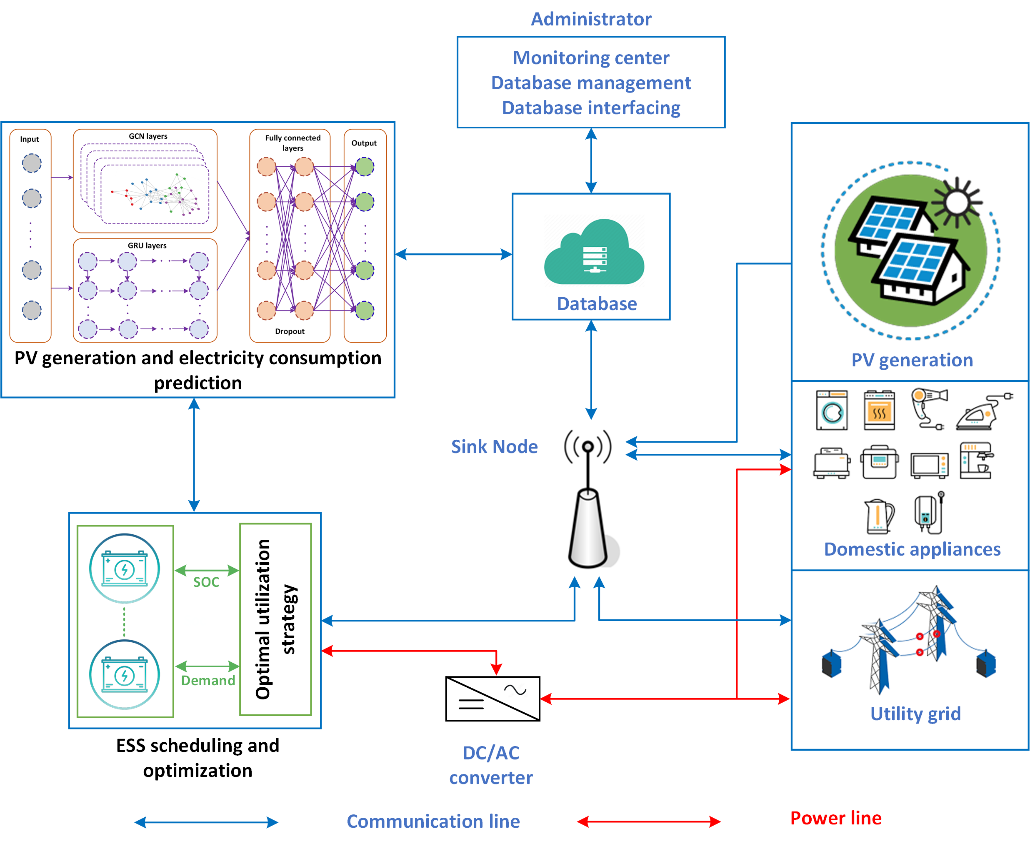 Administrator
Monitoring center
Database management
Database interfacing
Input
GCN layers
Fully connected
layers
Output
GRU layers
Dropout
PV generation and electricity consumption
prediction
Database
PV generation
Sink Node
Domestic appliances
SOC
Demand
Optimal utilization
strategy
ESS scheduling and
optimization
DC/AC
converter
Utility grid
Communication line
Power line